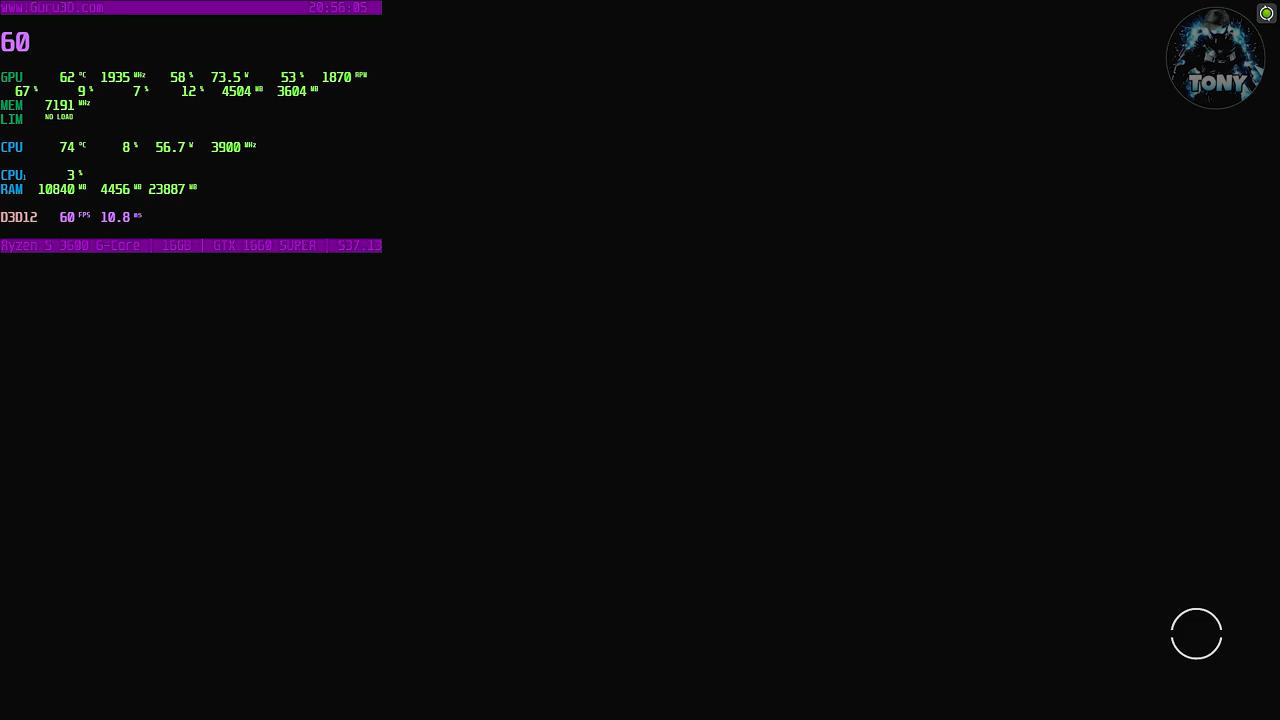 www.Guru3D.com 20:56:05
60
GPU 62 °C 1935 MHz 58 % 73.5 W 53 % 1870 RPM
67 % 9 % 7 % 12 % 4504 MB 3604 MB
MEM 7191 MHz
LIM NO LOAD
CPU 74 °C 8 % 56.7 W 3900 MHz
CPU1 3 %
RAM 10840 MB 4456 MB 23887 MB
D3D12 60 FPS 10.8 ms
Ryzen 5 3600 6-Core | 16GB | GTX 1660 SUPER | 537.13
TONY